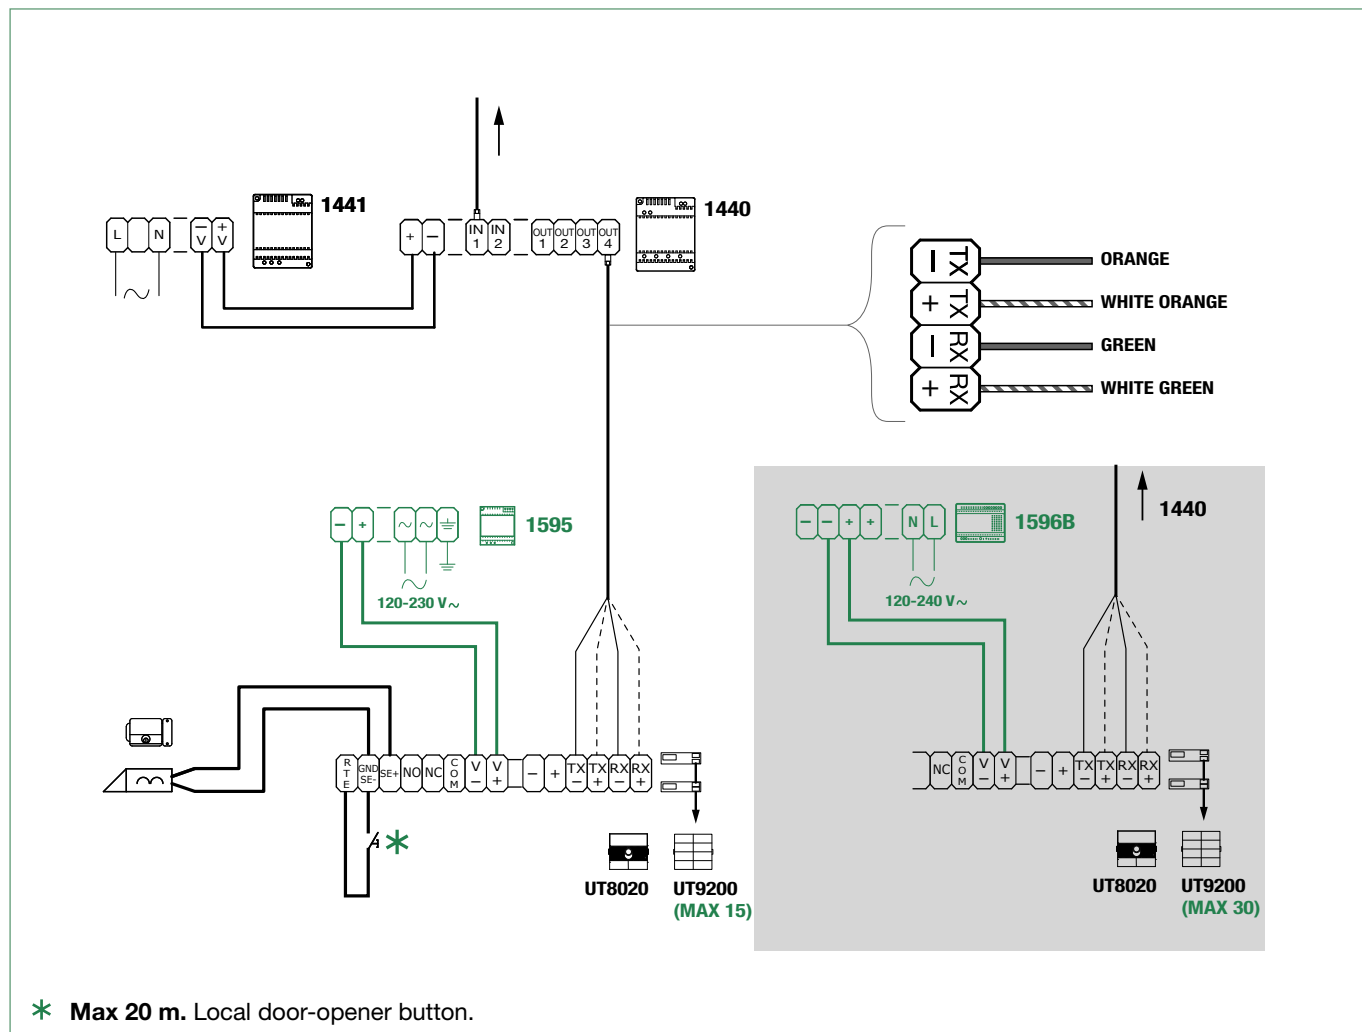 1441
L N − V + V
+ −
IN 1 IN 2
OUT 1 OUT 2 OUT 3 OUT 4
1440
− TX ORANGE
+ TX WHITE ORANGE
− RX GREEN
+ RX WHITE GREEN
− + ~ ~
1595
120-230 V~
1440
− − + + N L
1596B
120-240 V~
RTE GND SE- SE+ NO NC COM V − V + − + TX − TX + RX − RX +
UT8020
UT9200
(MAX 15)
NC COM V − V + − + TX − TX + RX − RX +
UT8020
UT9200
(MAX 30)
* Max 20 m. Local door-opener button.